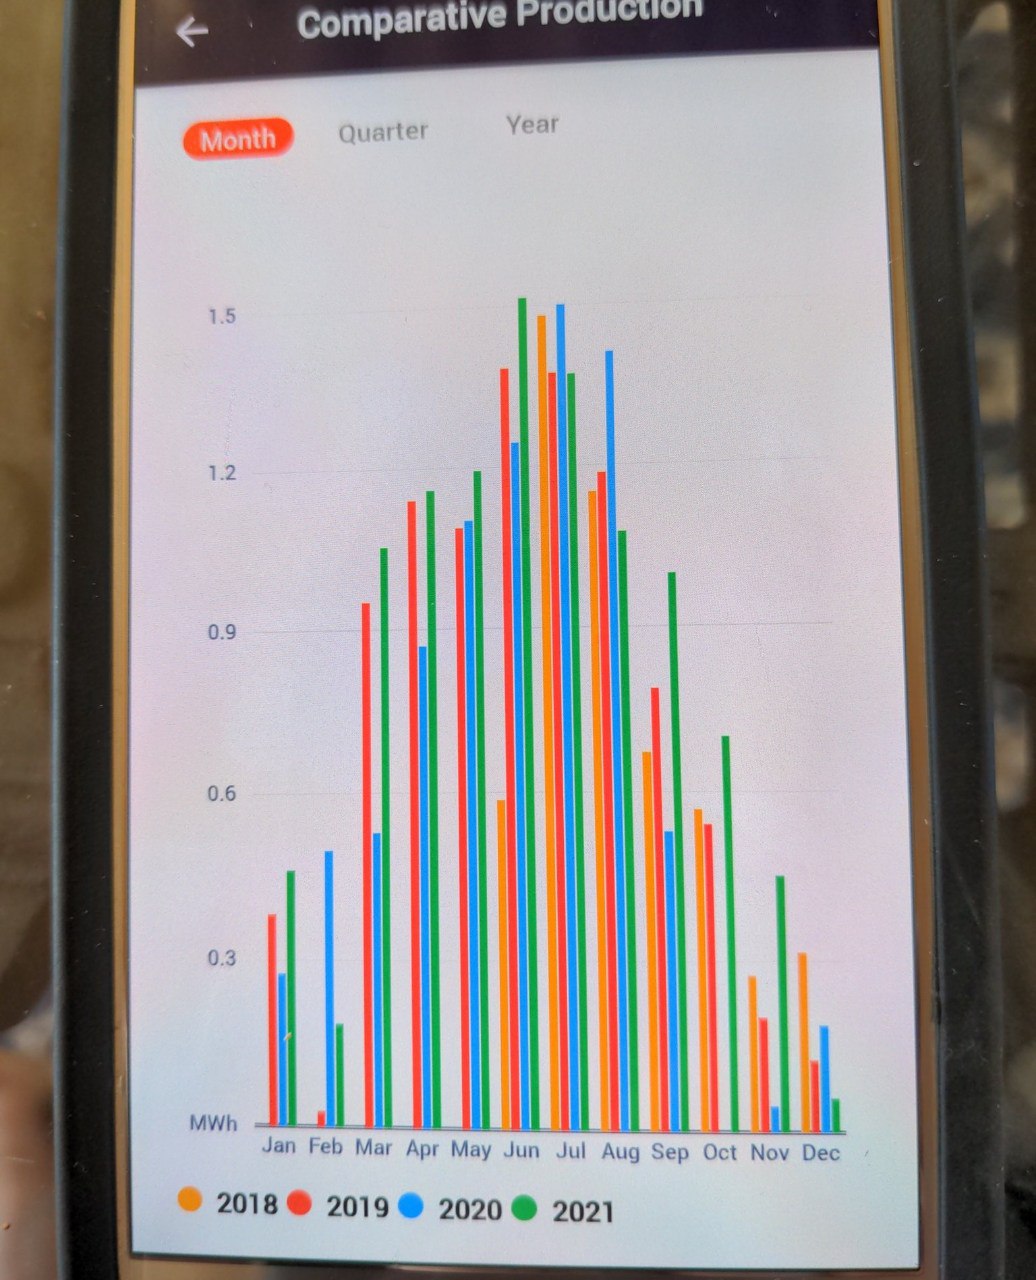 Comparative Production
Month Quarter Year
1.5
1.2
0.9
0.6
0.3
MWh
Jan Feb Mar Apr May Jun Jul Aug Sep Oct Nov Dec
2018 2019 2020 2021